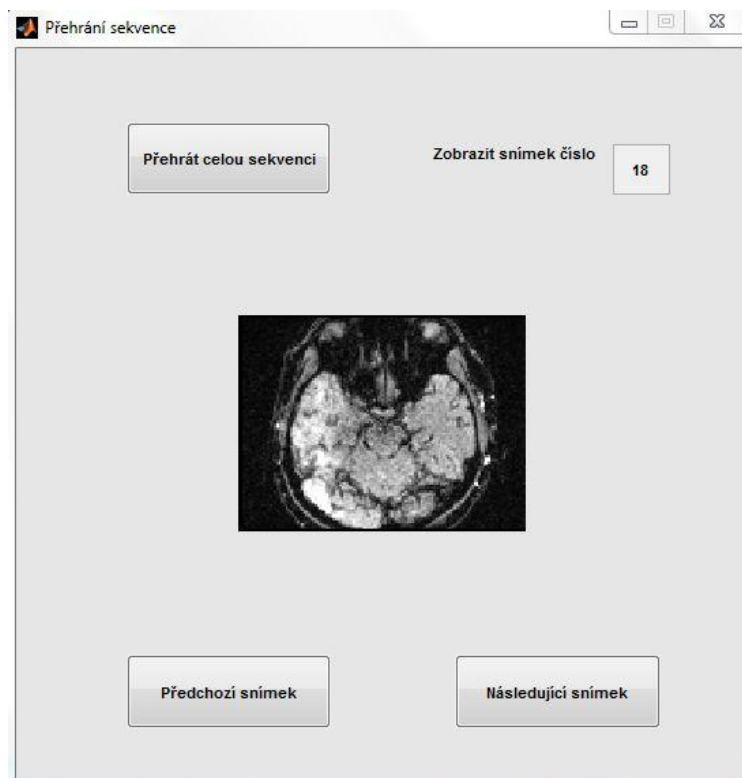 Přehrání sekvence
Přehrát celou sekvenci
Zobrazit snímek číslo
18
Předchozí snímek
Následující snímek